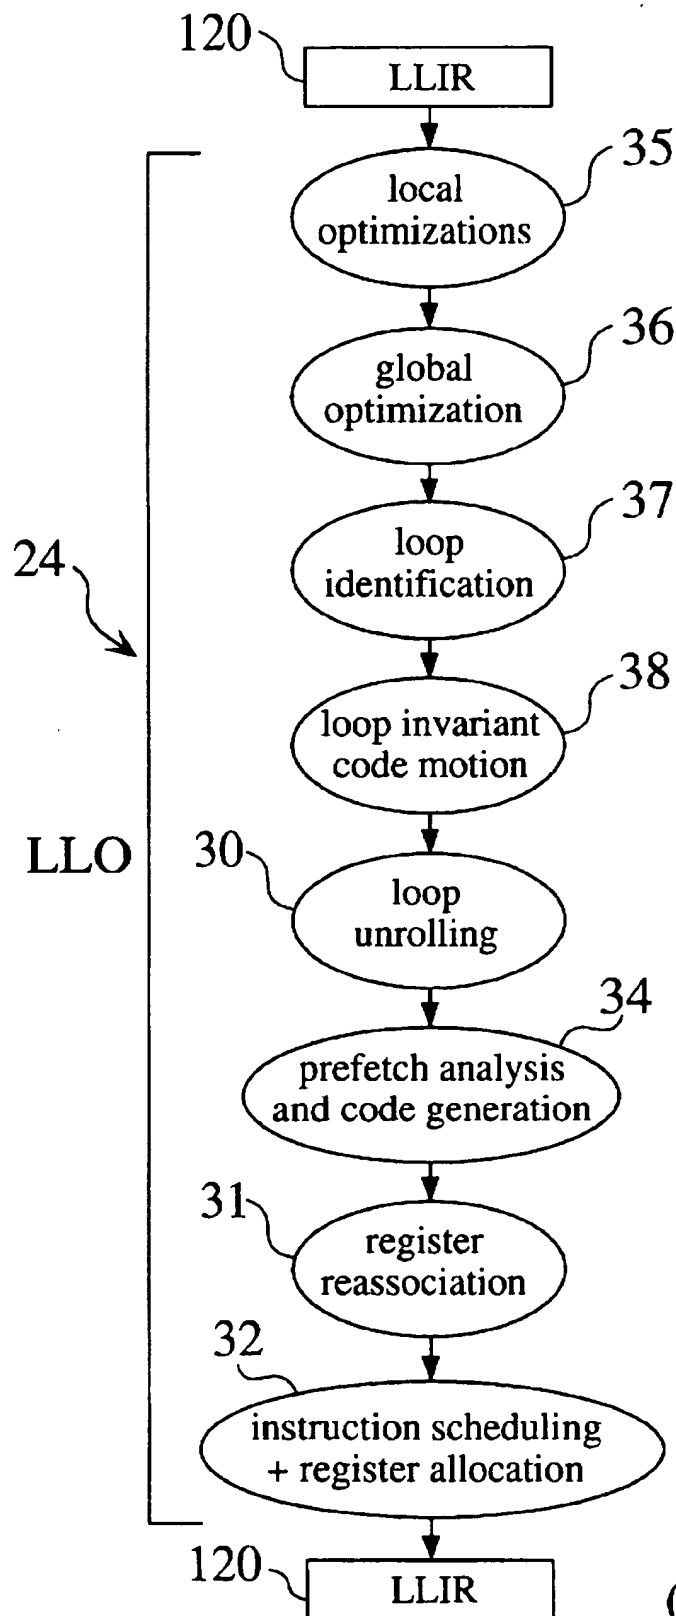 120
LLIR
35
local
optimizations
36
global
optimization
37
loop
identification
24
38
loop invariant
code motion
LLO
30
loop
unrolling
34
prefetch analysis
and code generation
31
register
reassociation
32
instruction scheduling
+ register allocation
120
LLIR